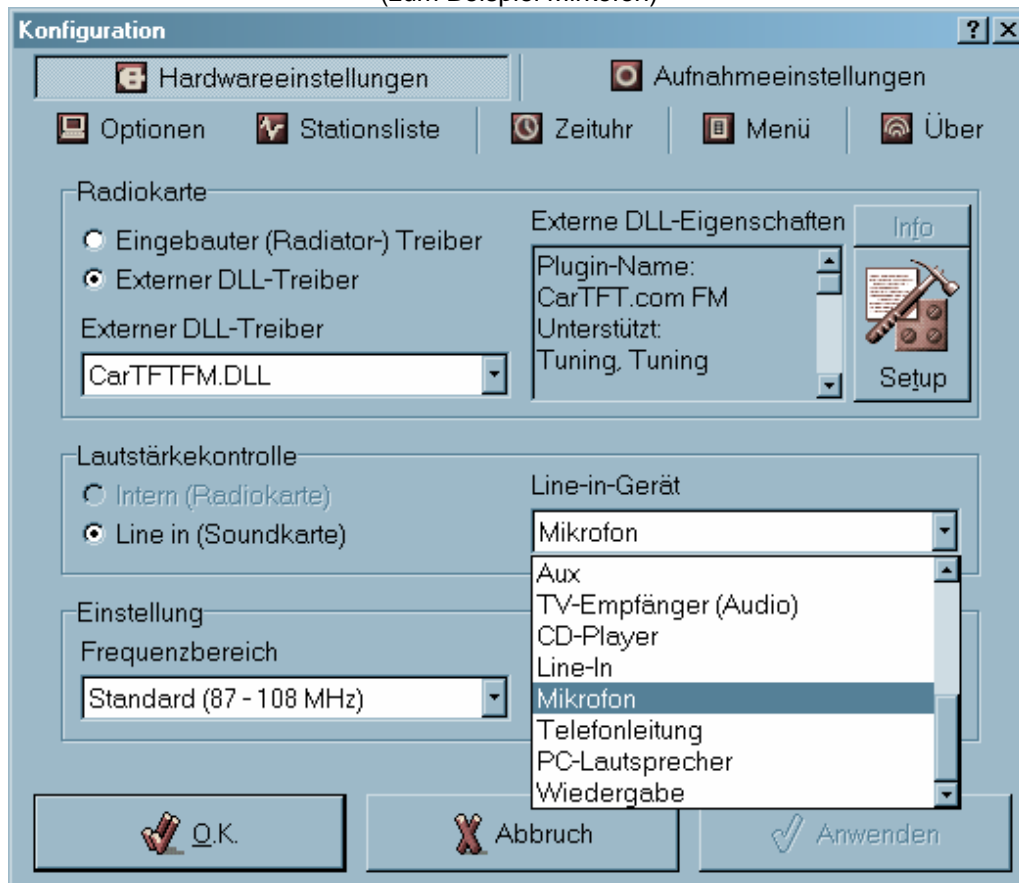 (zum Beispiel Mirkofon)
Konfiguration
Hardwareeinstellungen
Aufnahmeeinstellungen
Optionen
Stationsliste
Zeituhr
Menü
Über
Radiokarte
Eingebauter (Radiator-) Treiber
Externer DLL-Treiber
Externer DLL-Treiber
CarTFTFM.DLL
Externe DLL-Eigenschaften
Plugin-Name:
CarTFT.com FM
Unterstützt:
Tuning, Tuning
Info
Setup
Lautstärkekontrolle
Intern (Radiokarte)
Line in (Soundkarte)
Line-in-Gerät
Mikrofon
Aux
TV-Empfänger (Audio)
CD-Player
Line-In
Mikrofon
Telefonleitung
PC-Lautsprecher
Wiedergabe
Einstellung
Frequenzbereich
Standard (87 - 108 MHz)
O.K.
Abbruch
Anwenden